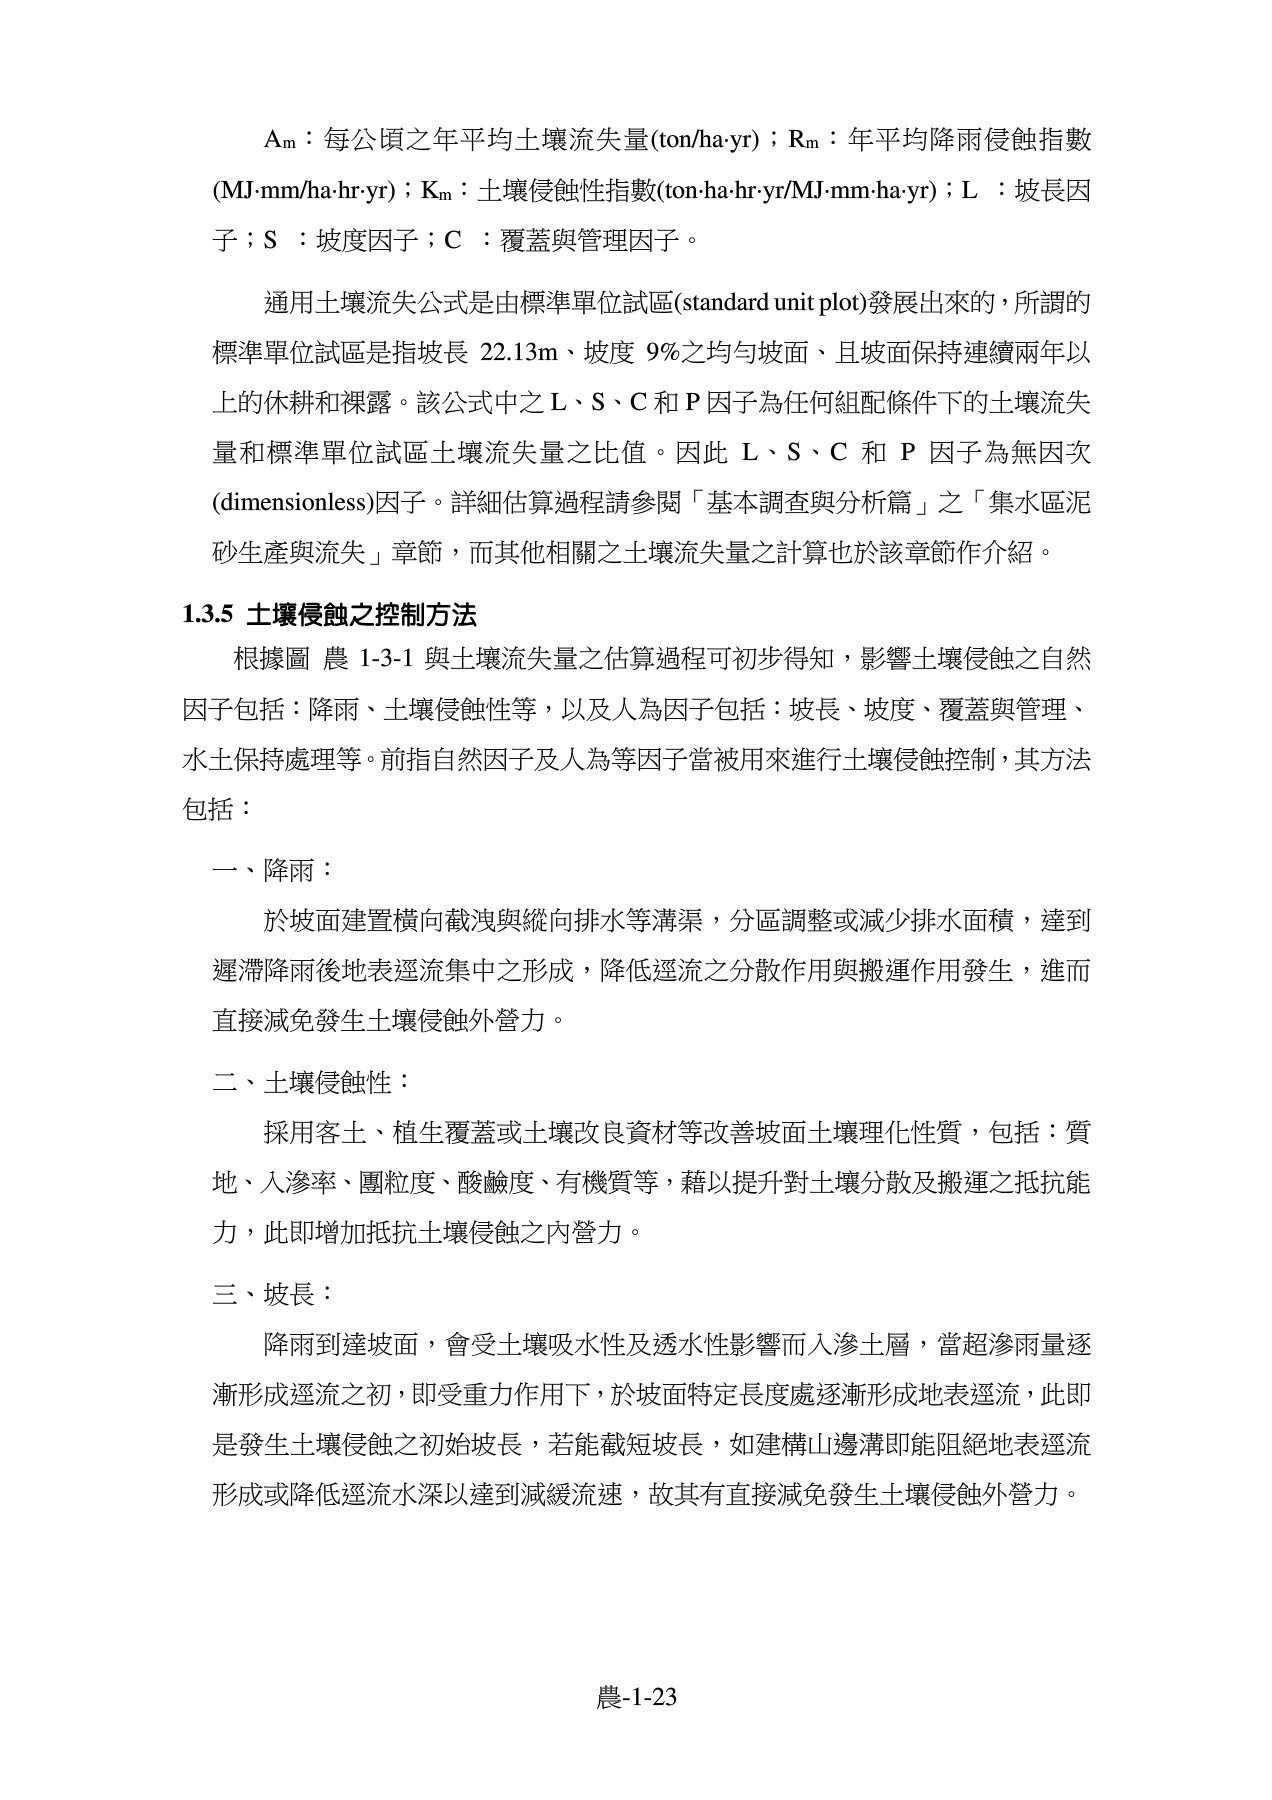 Am：每公頃之年平均土壤流失量(ton/ha·yr)；Rm：年平均降雨侵蝕指數
(MJ·mm/ha·hr·yr)；Km：土壤侵蝕性指數(ton·ha·hr·yr/MJ·mm·ha·yr)；L ：坡長因
子；S ：坡度因子；C ：覆蓋與管理因子。
通用土壤流失公式是由標準單位試區(standard unit plot)發展出來的，所謂的
標準單位試區是指坡長 22.13m、坡度 9%之均勻坡面、且坡面保持連續兩年以
上的休耕和裸露。該公式中之 L、S、C 和 P 因子為任何組配條件下的土壤流失
量和標準單位試區土壤流失量之比值。因此 L、S、C 和 P 因子為無因次
(dimensionless)因子。詳細估算過程請參閱「基本調查與分析篇」之「集水區泥
砂生產與流失」章節，而其他相關之土壤流失量之計算也於該章節作介紹。
1.3.5 土壤侵蝕之控制方法
根據圖 農 1-3-1 與土壤流失量之估算過程可初步得知，影響土壤侵蝕之自然
因子包括：降雨、土壤侵蝕性等，以及人為因子包括：坡長、坡度、覆蓋與管理、
水土保持處理等。前指自然因子及人為等因子當被用來進行土壤侵蝕控制，其方法
包括：
一、降雨：
於坡面建置橫向截洩與縱向排水等溝渠，分區調整或減少排水面積，達到
遲滯降雨後地表逕流集中之形成，降低逕流之分散作用與搬運作用發生，進而
直接減免發生土壤侵蝕外營力。
二、土壤侵蝕性：
採用客土、植生覆蓋或土壤改良資材等改善坡面土壤理化性質，包括：質
地、入滲率、團粒度、酸鹼度、有機質等，藉以提升對土壤分散及搬運之抵抗能
力，此即增加抵抗土壤侵蝕之內營力。
三、坡長：
降雨到達坡面，會受土壤吸水性及透水性影響而入滲土層，當超滲雨量逐
漸形成逕流之初，即受重力作用下，於坡面特定長度處逐漸形成地表逕流，此即
是發生土壤侵蝕之初始坡長，若能截短坡長，如建構山邊溝即能阻絕地表逕流
形成或降低逕流水深以達到減緩流速，故其有直接減免發生土壤侵蝕外營力。
農-1-23